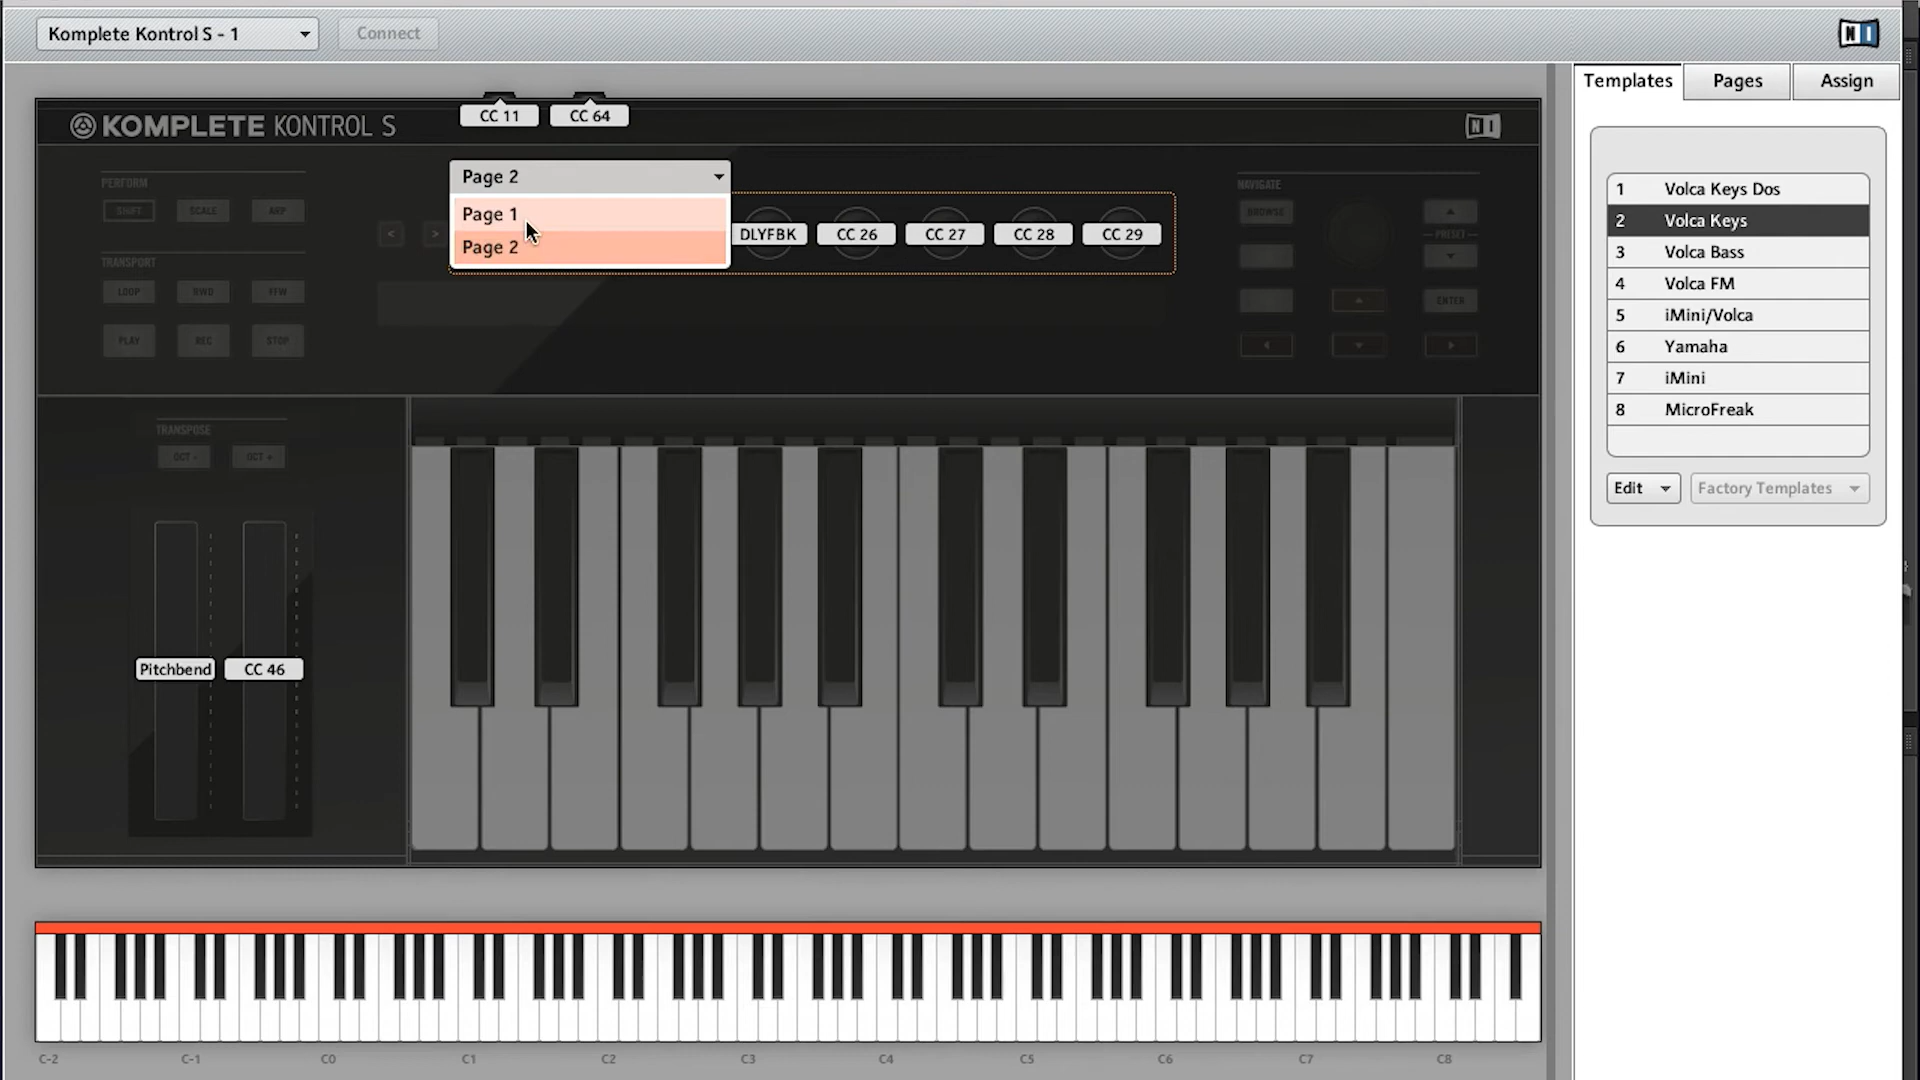 Komplete Kontrol S - 1
Connect
NI
Templates
Pages
Assign
CC 11
CC 64
KOMPLETE KONTROL S
NI
Page 2
Page 1
Page 2
DLYFBK
CC 26
CC 27
CC 28
CC 29
PERFORM
SHIFT
SCALE
ARP
<
>
TRANSPORT
LOOP
RWD
FFW
PLAY
REC
STOP
NAVIGATE
BROWSE
PRESET
ENTER
TRANSPOSE
OCT -
OCT +
Pitchbend
CC 46
1 Volca Keys Dos
2 Volca Keys
3 Volca Bass
4 Volca FM
5 iMini/Volca
6 Yamaha
7 iMini
8 MicroFreak
Edit
Factory Templates
C-2
C-1
C0
C1
C2
C3
C4
C5
C6
C7
C8